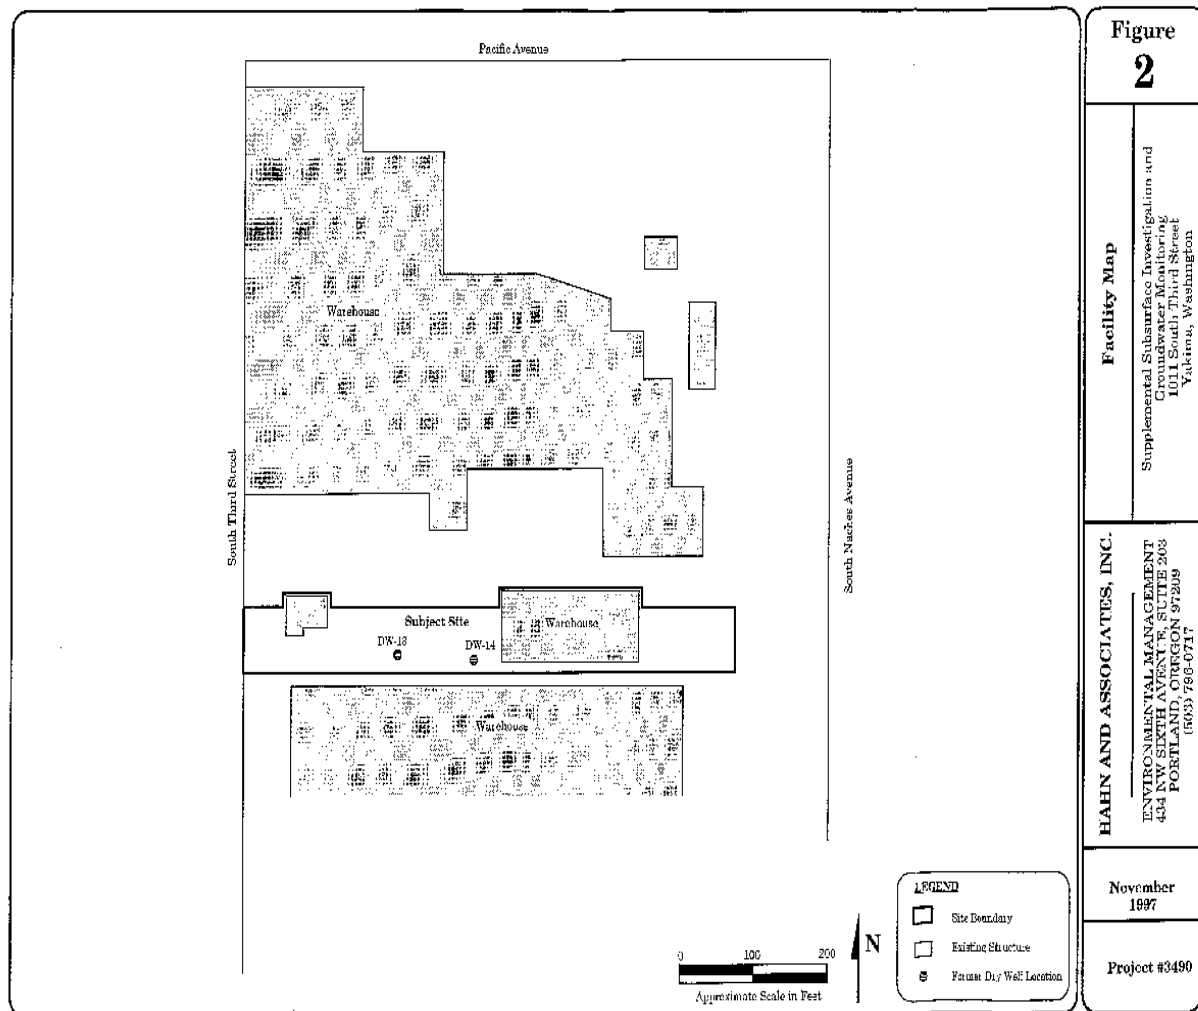 Pacific Avenue
Warehouse
South Third Street
South Naches Avenue
Subject Site
Warehouse
DW-13
DW-14
Warehouse
LEGEND
Site Boundary
Existing Structure
Former Dry Well Location
0 100 200
Approximate Scale in Feet
N
Figure
2
Facility Map
Supplemental Subsurface Investigation and
Groundwater Monitoring
1011 South Third Street
Yakima, Washington
HAHN AND ASSOCIATES, INC.
ENVIRONMENTAL MANAGEMENT
434 NW SIXTH AVENUE, SUITE 203
PORTLAND, OREGON 97209
(503) 796-0717
November
1997
Project #3490